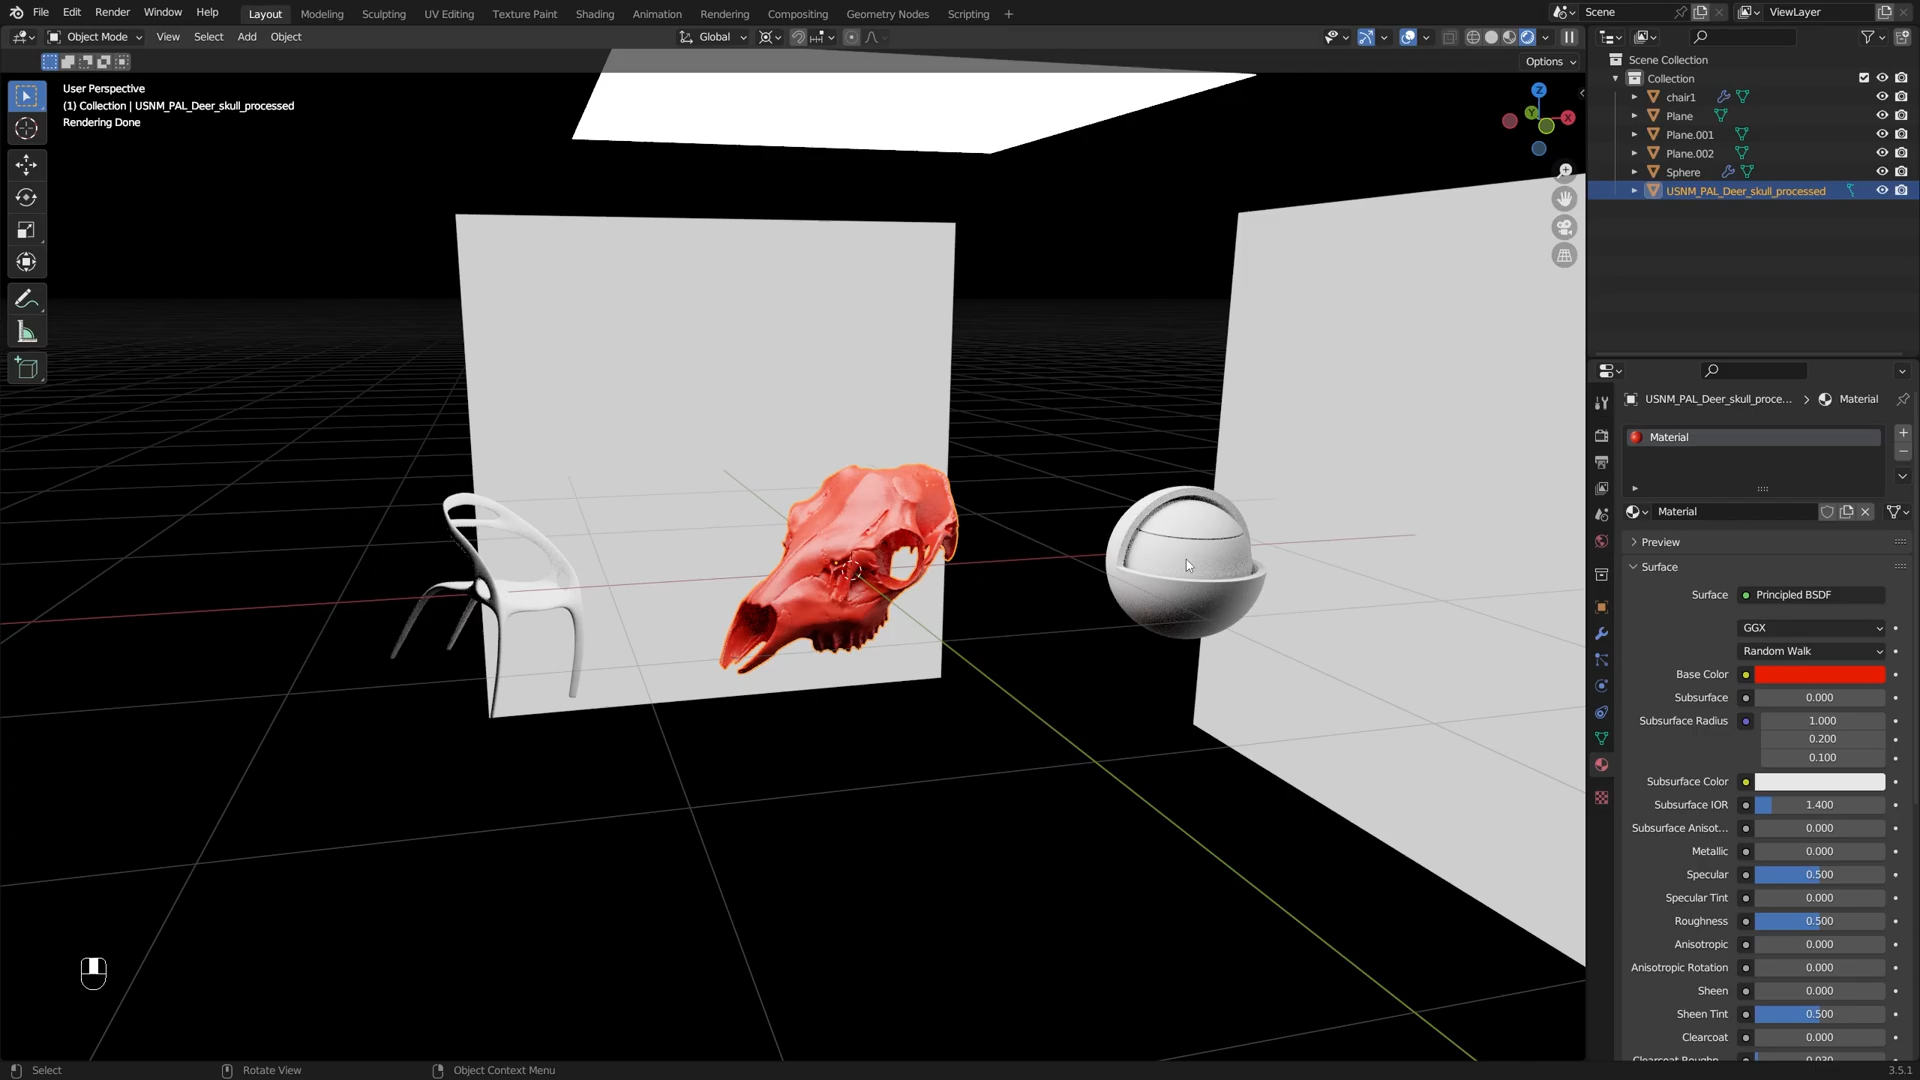 File Edit Render Window Help Layout Modeling Sculpting UV Editing Texture Paint Shading Animation Rendering Compositing Geometry Nodes Scripting + Scene ViewLayer
Object Mode View Select Add Object Global
Options
User Perspective
(1) Collection | USNM_PAL_Deer_skull_processed
Rendering Done
Z
Y
X
Scene Collection
Collection
chair1
Plane
Plane.001
Plane.002
Sphere
USNM_PAL_Deer_skull_processed
USNM_PAL_Deer_skull_proce... > Material
Material
Material
Preview
Surface
Surface Principled BSDF
GGX
Random Walk
Base Color
Subsurface 0.000
Subsurface Radius 1.000
0.200
0.100
Subsurface Color
Subsurface IOR 1.400
Subsurface Anisot... 0.000
Metallic 0.000
Specular 0.500
Specular Tint 0.000
Roughness 0.500
Anisotropic 0.000
Anisotropic Rotation 0.000
Sheen 0.000
Sheen Tint 0.500
Clearcoat 0.000
Clearcoat Roughn... 0.030
Select Rotate View Object Context Menu 3.5.1